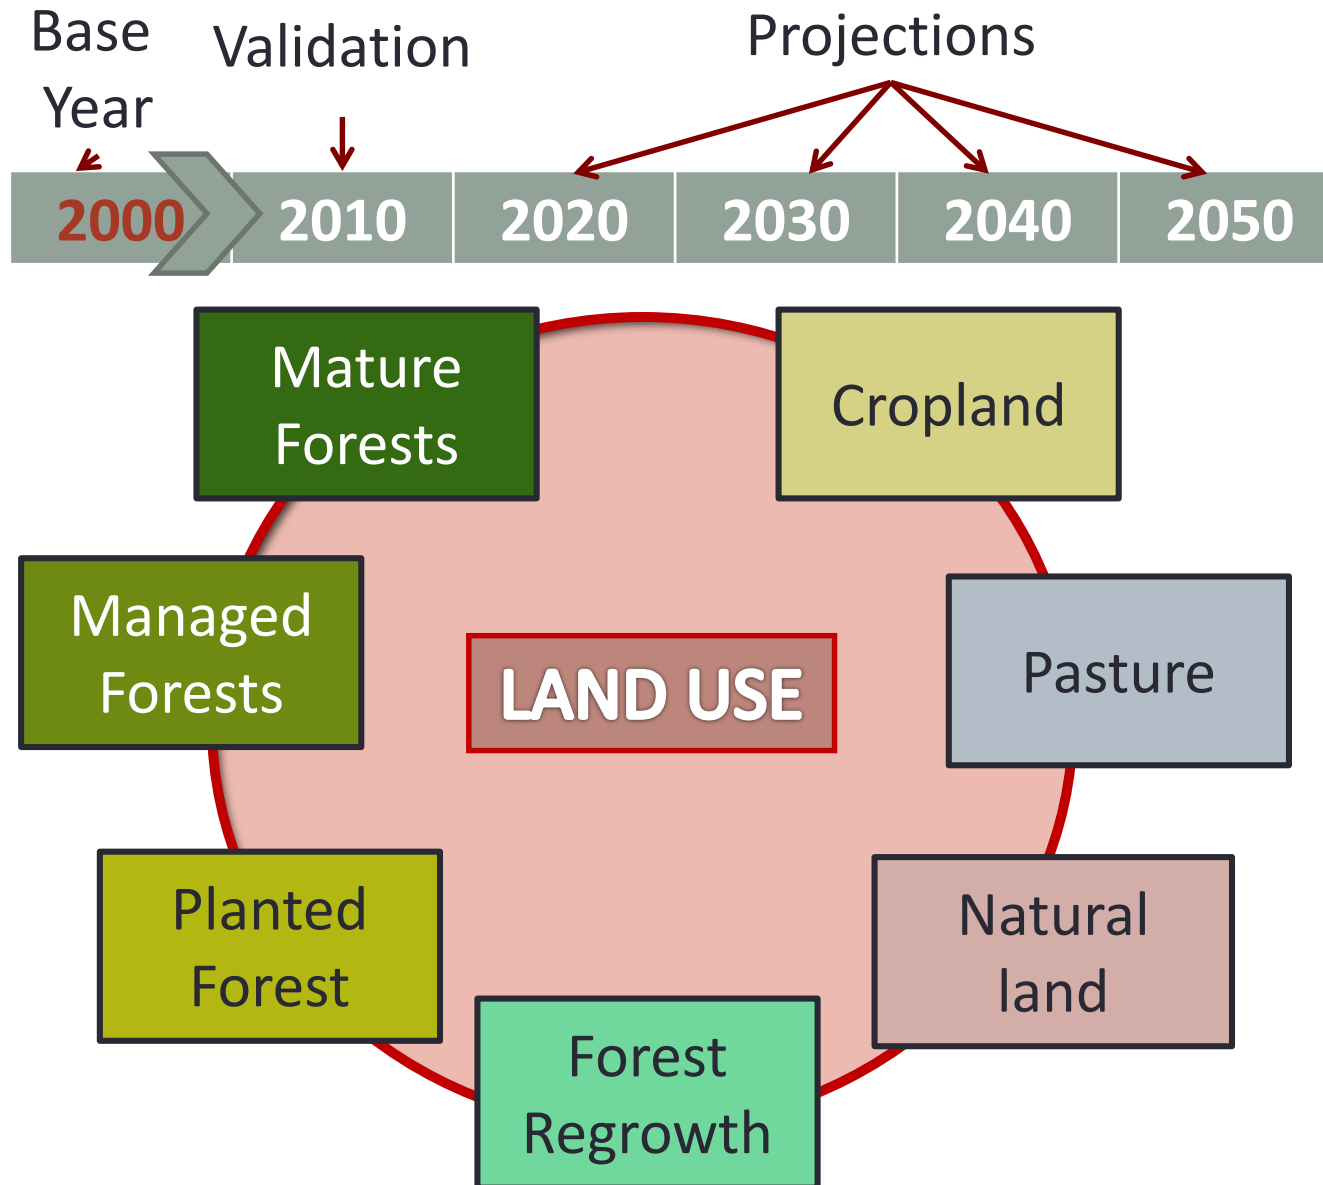 Base
Year
Validation
Projections
2000
2010
2020
2030
2040
2050
Mature
Forests
Cropland
Managed
Forests
LAND USE
Pasture
Planted
Forest
Natural
land
Forest
Regrowth